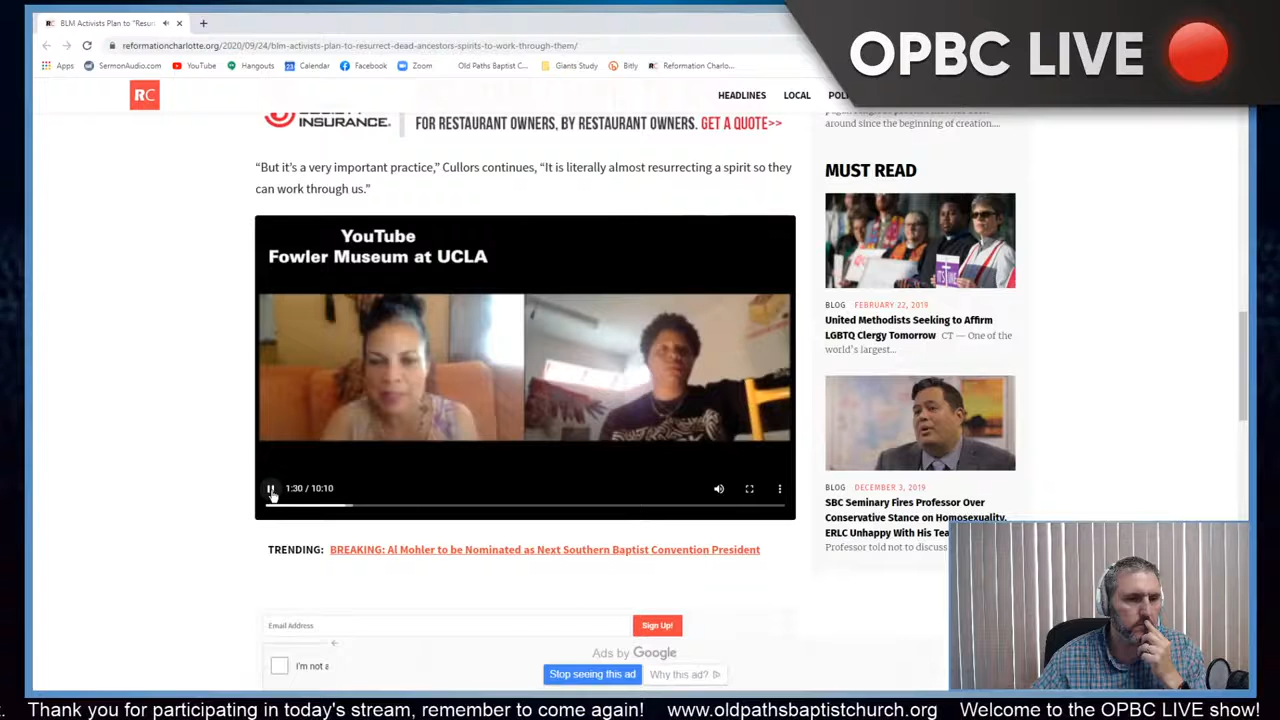 BLM Activists Plan to "Resur
OPBC LIVE
reformationcharlotte.org/2020/09/24/blm-activists-plan-to-resurrect-dead-ancestors-spirits-to-work-through-them/
Apps SermonAudio.com YouTube Hangouts Calendar Facebook Zoom Old Paths Baptist C... Giants Study Bitly Reformation Charlo...
RC
HEADLINES LOCAL
INSURANCE. FOR RESTAURANT OWNERS, BY RESTAURANT OWNERS. GET A QUOTE>>
around since the beginning of creation....
“But it’s a very important practice,” Cullors continues, “It is literally almost resurrecting a spirit so they
can work through us.”
MUST READ
YouTube
Fowler Museum at UCLA
1:30 / 10:10
BLOG FEBRUARY 22, 2019
United Methodists Seeking to Affirm
LGBTQ Clergy Tomorrow CT — One of the
world’s largest...
BLOG DECEMBER 3, 2019
SBC Seminary Fires Professor Over
Conservative Stance on Homosexuality,
ERLC Unhappy With His Tea
Professor told not to discuss
TRENDING: BREAKING: Al Mohler to be Nominated as Next Southern Baptist Convention President
Email Address
Sign Up!
I'm not a
Ads by Google
Stop seeing this ad Why this ad?
Thank you for participating in today's stream, remember to come again! www.oldpathsbaptistchurch.org Welcome to the OPBC LIVE show!